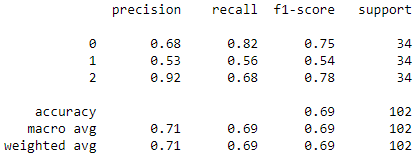 precision recall f1-score support
0 0.68 0.82 0.75 34
1 0.53 0.56 0.54 34
2 0.92 0.68 0.78 34
accuracy 0.69 102
macro avg 0.71 0.69 0.69 102
weighted avg 0.71 0.69 0.69 102